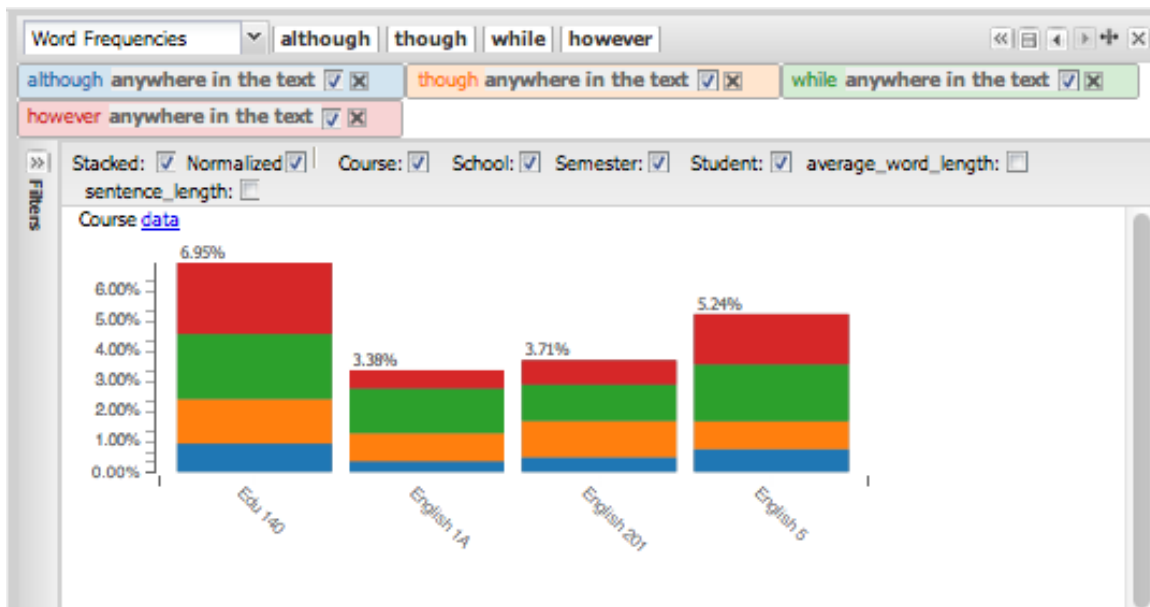 Word Frequencies although though while however
although anywhere in the text though anywhere in the text while anywhere in the text
however anywhere in the text
Filters
Stacked: Normalized Course: School: Semester: Student: average_word_length:
sentence_length:
Course data
6.95%
6.00%
5.00%
4.00%
3.00%
2.00%
1.00%
0.00%
3.38%
3.71%
5.24%
Edu 140
English 1A
English 201
English 5